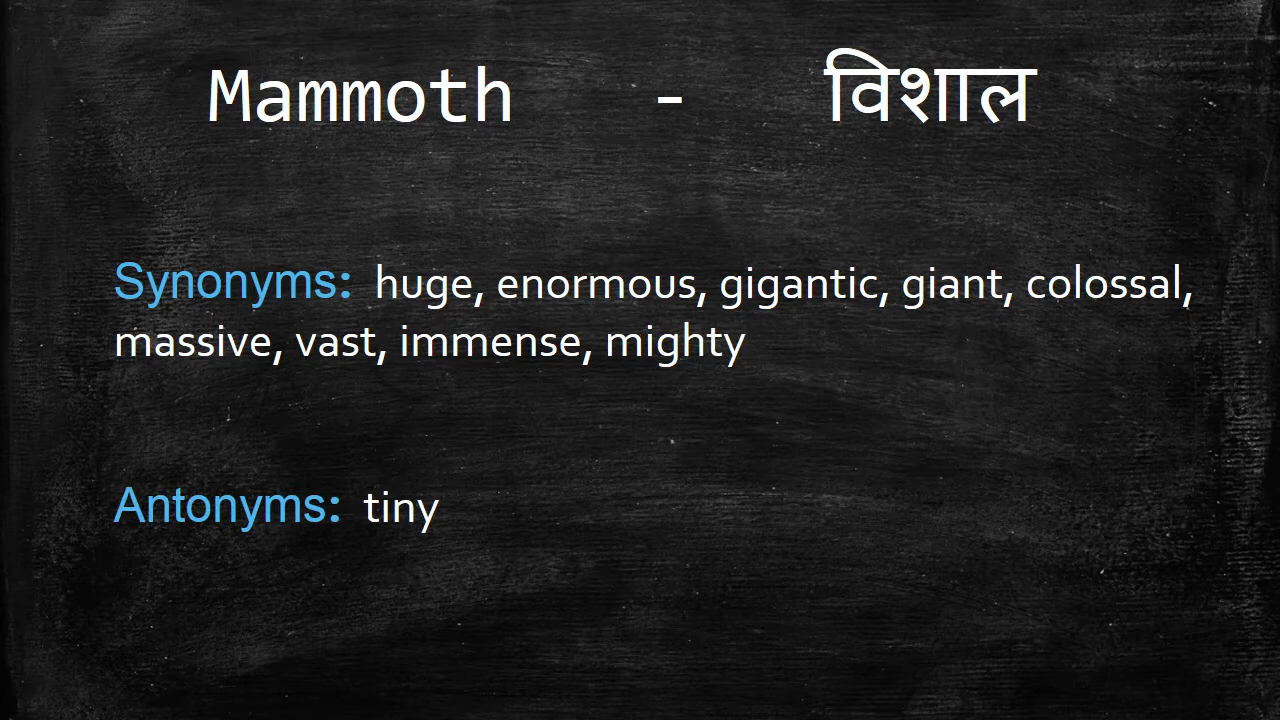 Mammoth - विशाल
Synonyms: huge, enormous, gigantic, giant, colossal,
massive, vast, immense, mighty
Antonyms: tiny